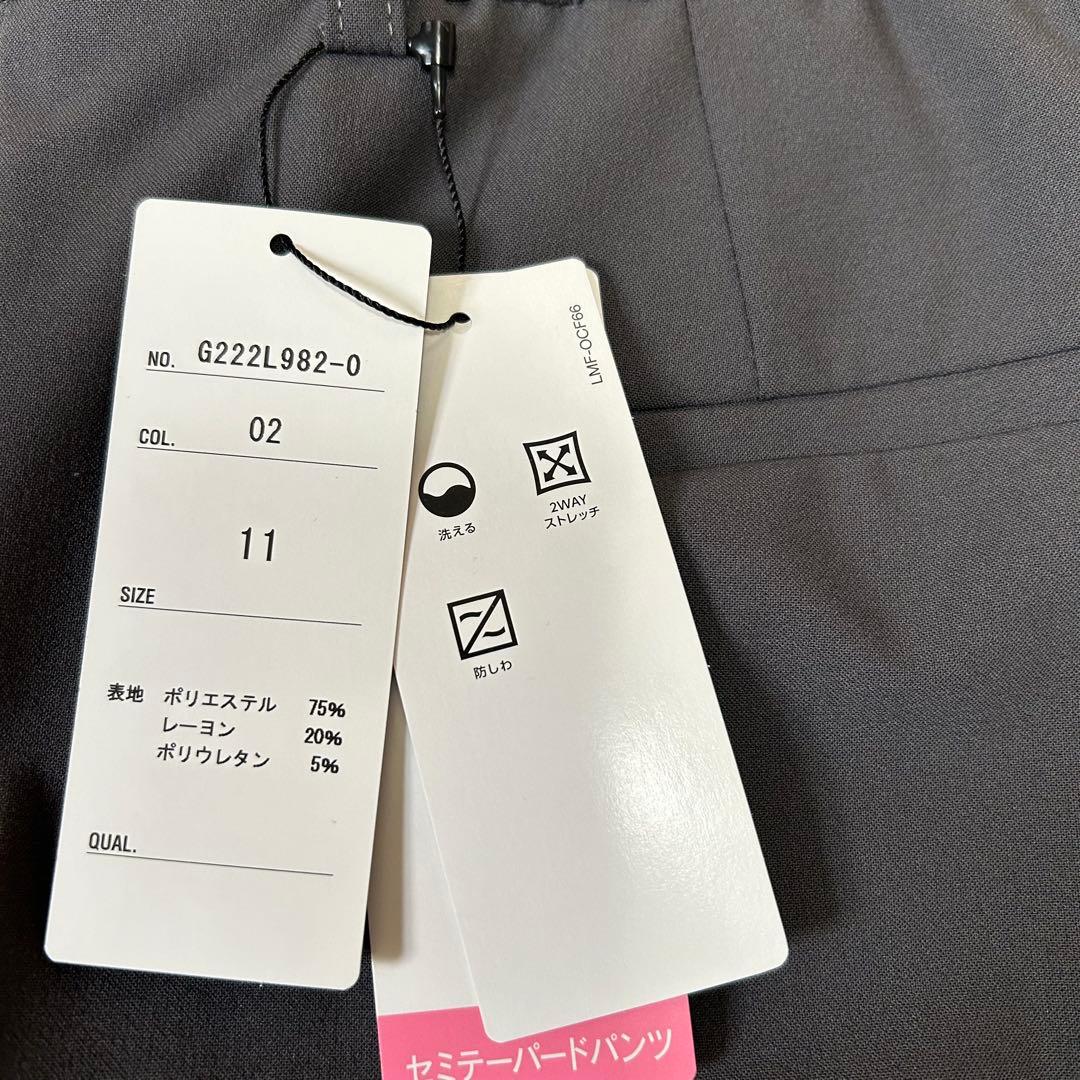 NO. G222L982-0
COL. 02
11
SIZE
表地 ポリエステル 75%
レーヨン 20%
ポリウレタン 5%
QUAL.
LMF-OCF66
洗える
2WAY
ストレッチ
防しわ
セミテーパードパンツ